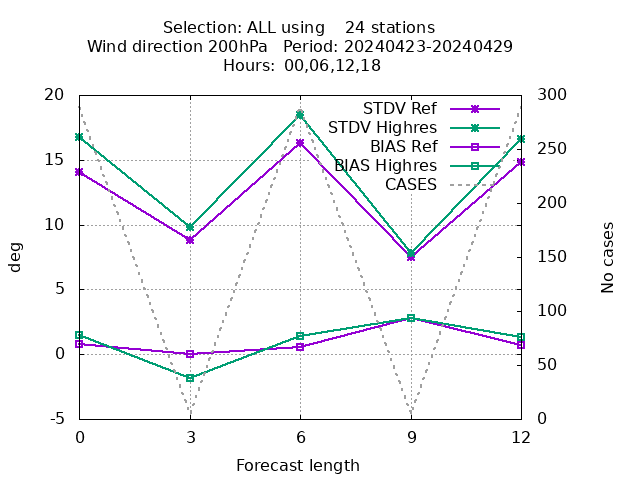 Selection: ALL using    24 stations
Wind direction 200hPa   Period: 20240423-20240429
Hours: 00,06,12,18
STDV Ref
STDV Highres
BIAS Ref
BIAS Highres
CASES
20
15
10
5
0
-5
deg
300
250
200
150
100
50
0
No cases
0 3 6 9 12
Forecast length